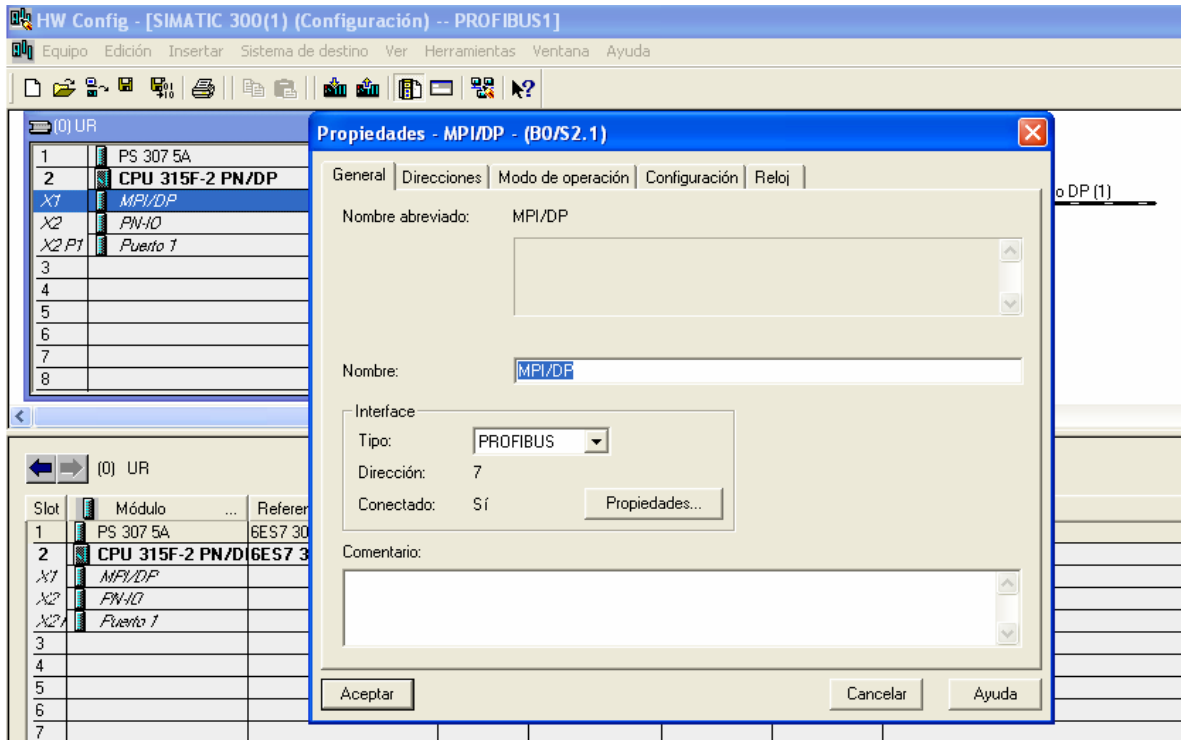 HW Config - [SIMATIC 300(1) (Configuración) -- PROFIBUS1]
Equipo Edición Insertar Sistema de destino Ver Herramientas Ventana Ayuda
(0) UR
1 PS 307 5A
2 CPU 315F-2 PN/DP
X1 MPI/DP
X2 PN-IO
X2 P1 Puerto 1
3
4
5
6
7
8
o DP (1)
Propiedades - MPI/DP - (B0/S2.1)
General Direcciones Modo de operación Configuración Reloj
Nombre abreviado: MPI/DP
Nombre: MPI/DP
Interface
Tipo: PROFIBUS
Dirección: 7
Conectado: Sí Propiedades...
Comentario:
Aceptar Cancelar Ayuda
(0) UR
Slot Módulo ... Referen
1 PS 307 5A 6ES7 30
2 CPU 315F-2 PN/D 6ES7 3
X1 MPI/DP
X2 PN-IO
X2 Puerto 1
3
4
5
6
7